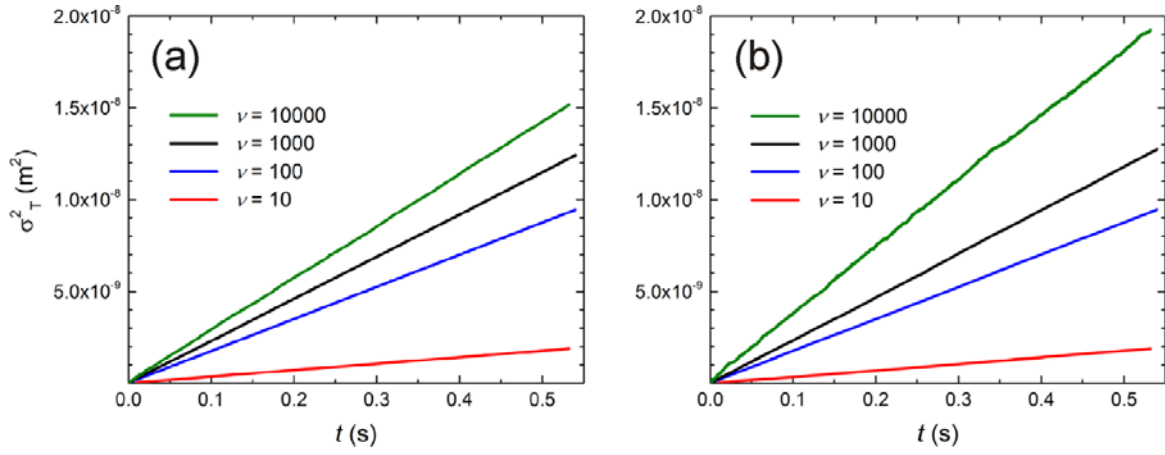 (a)
2.0x10⁻⁸
1.5x10⁻⁸
1.0x10⁻⁸
5.0x10⁻⁹
σ²_T (m²)
ν = 10000
ν = 1000
ν = 100
ν = 10
0.0 0.1 0.2 0.3 0.4 0.5
t (s)
(b)
2.0x10⁻⁸
1.5x10⁻⁸
1.0x10⁻⁸
5.0x10⁻⁹
ν = 10000
ν = 1000
ν = 100
ν = 10
0.0 0.1 0.2 0.3 0.4 0.5
t (s)